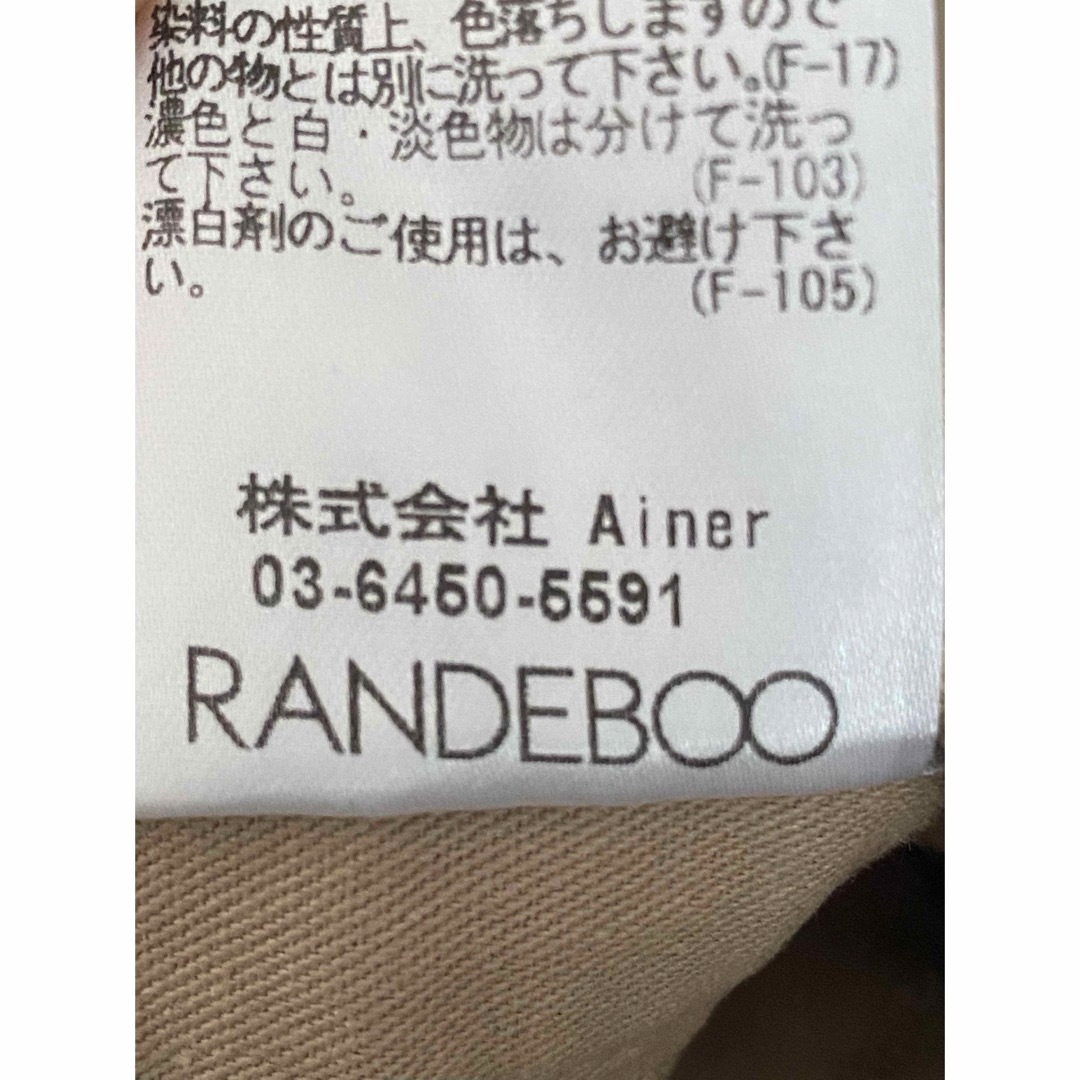 染料の性質上、色落ちしますので
他の物とは別に洗って下さい。(F-17)
濃色と白・淡色物は分けて洗っ
て下さい。 (F-103)
漂白剤のご使用は、お避け下さ
い。 (F-105)
株式会社 Ainer
03-6450-5591
RANDEBOO